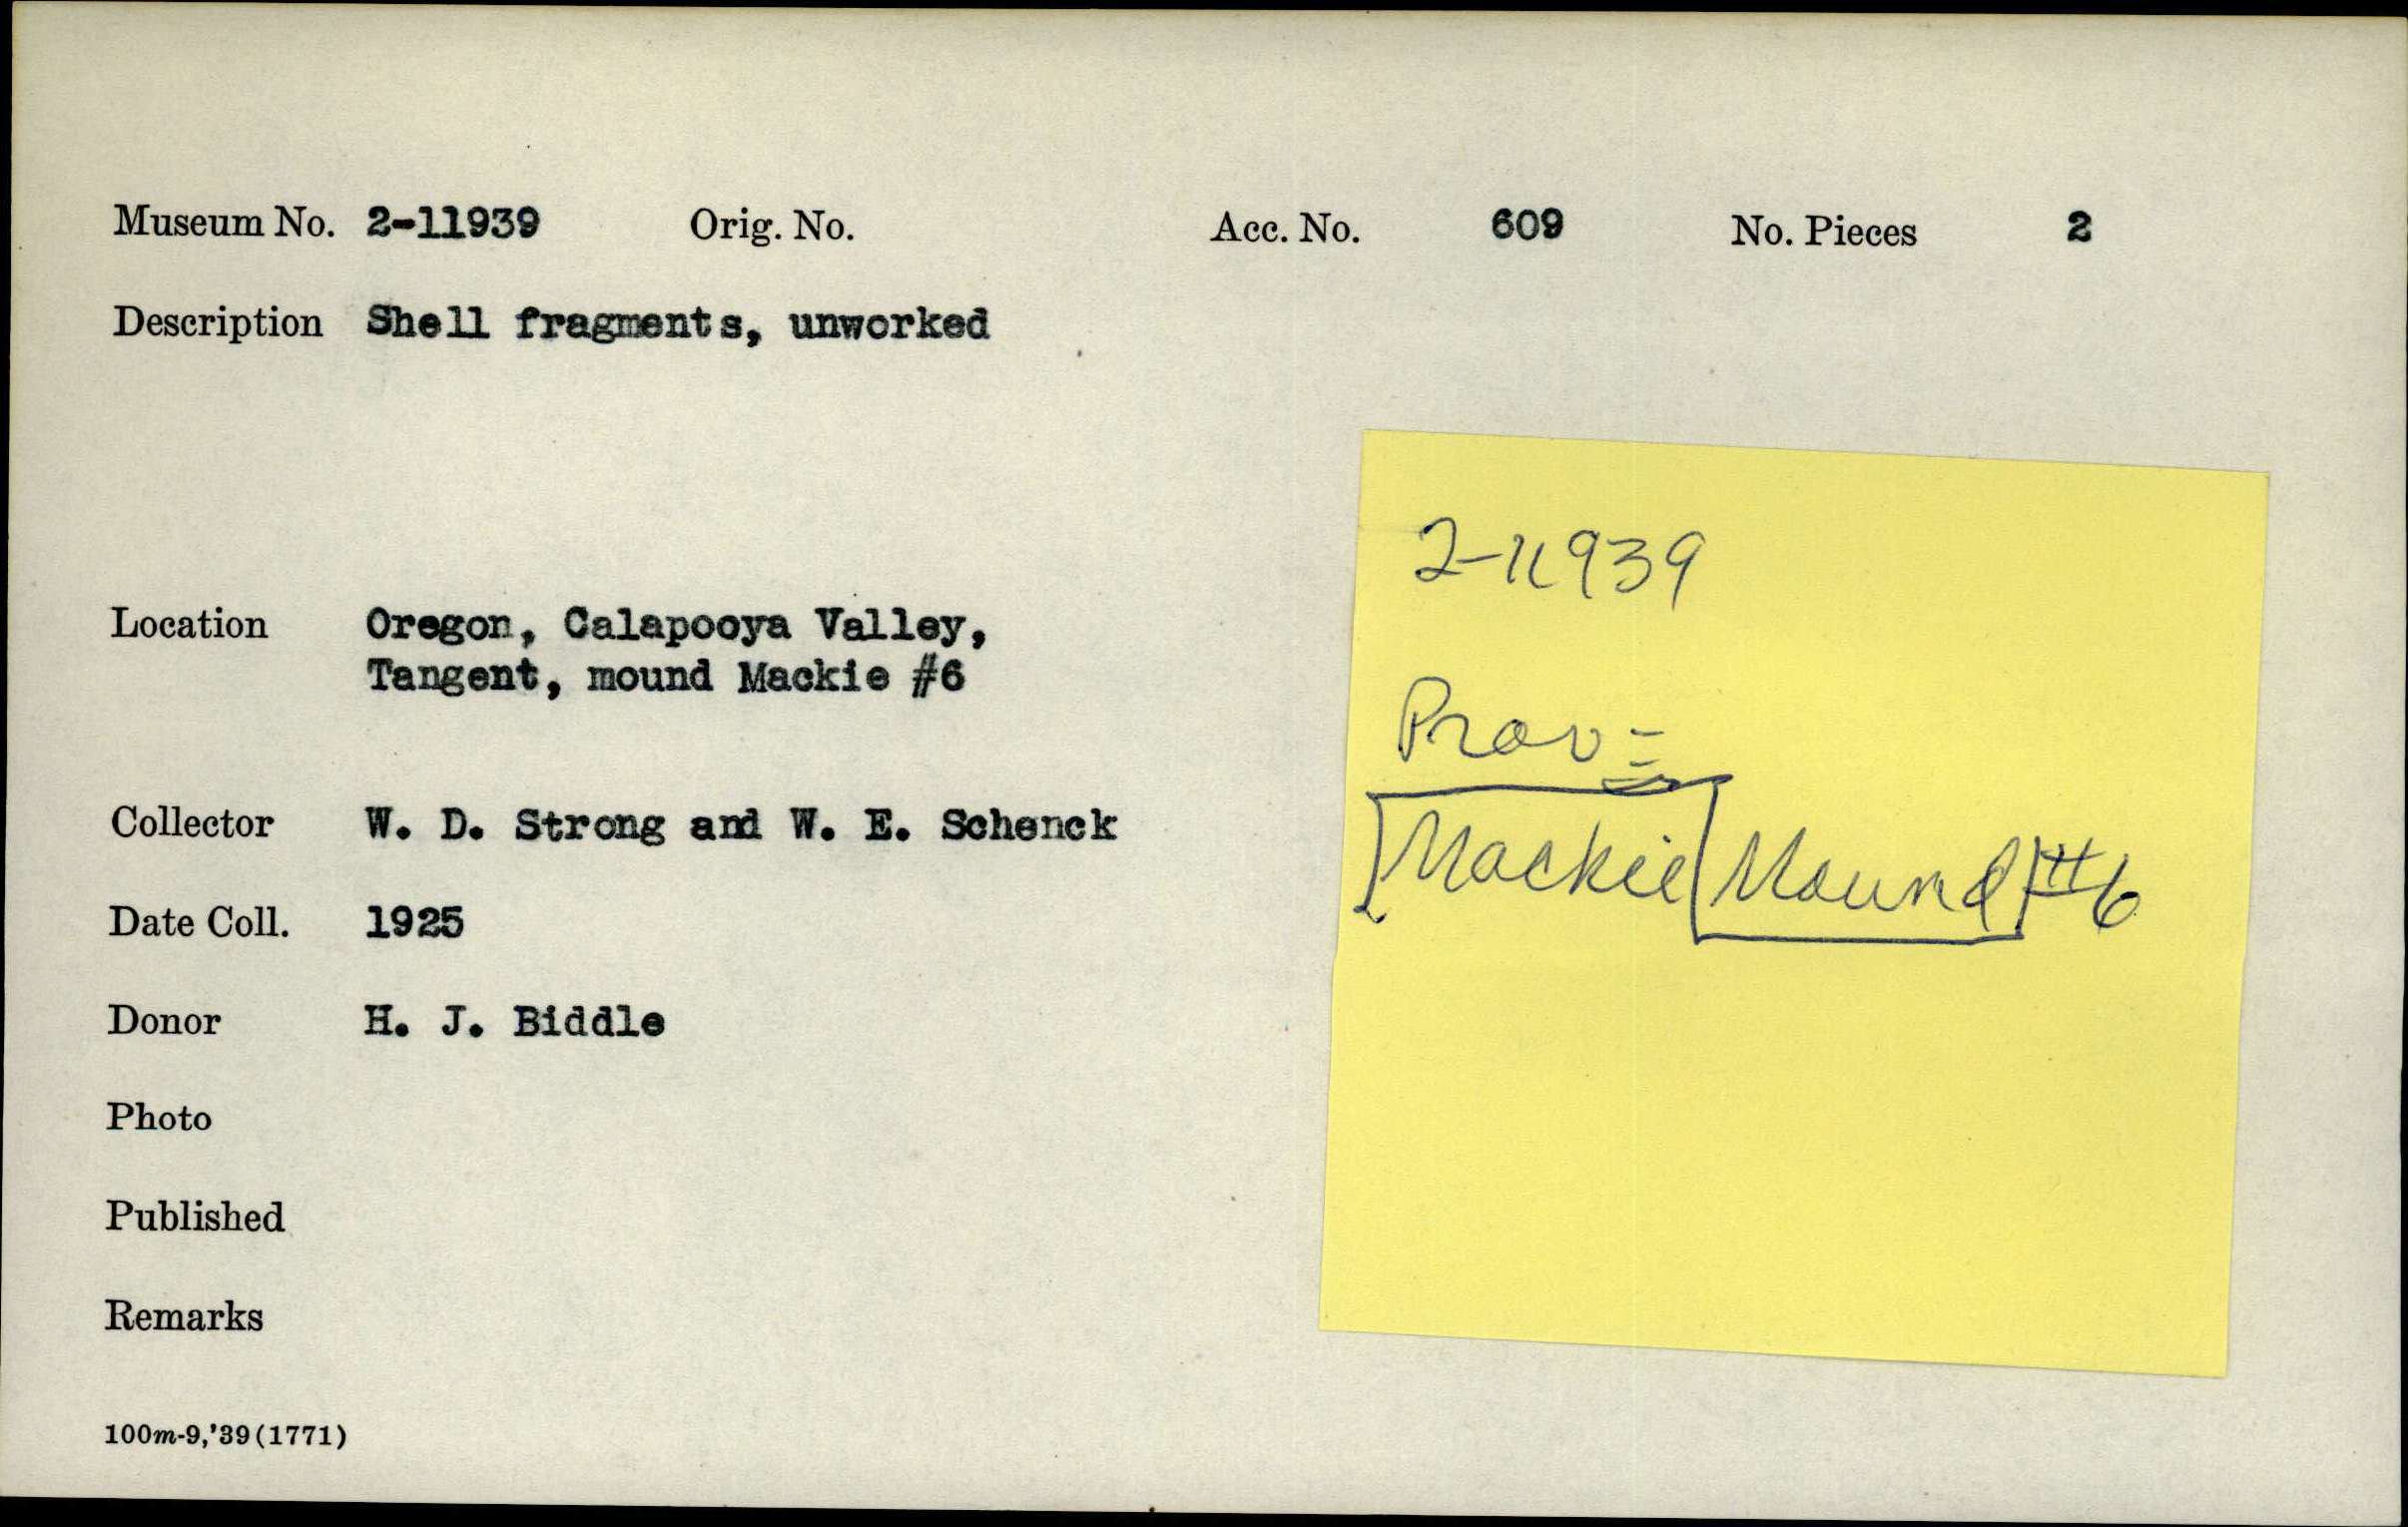 Museum No. 2-11939 Orig. No. Acc. No. 609 No. Pieces 2
Description Shell fragments, unworked
Location Oregon, Calapooya Valley,
Tangent, mound Mackie #6
Collector W. D. Strong and W. E. Schenck
Date Coll. 1925
Donor H. J. Biddle
Photo
Published
Remarks
100m-9,'39(1771)
2-11939
Prov =
Mackie Mound #6